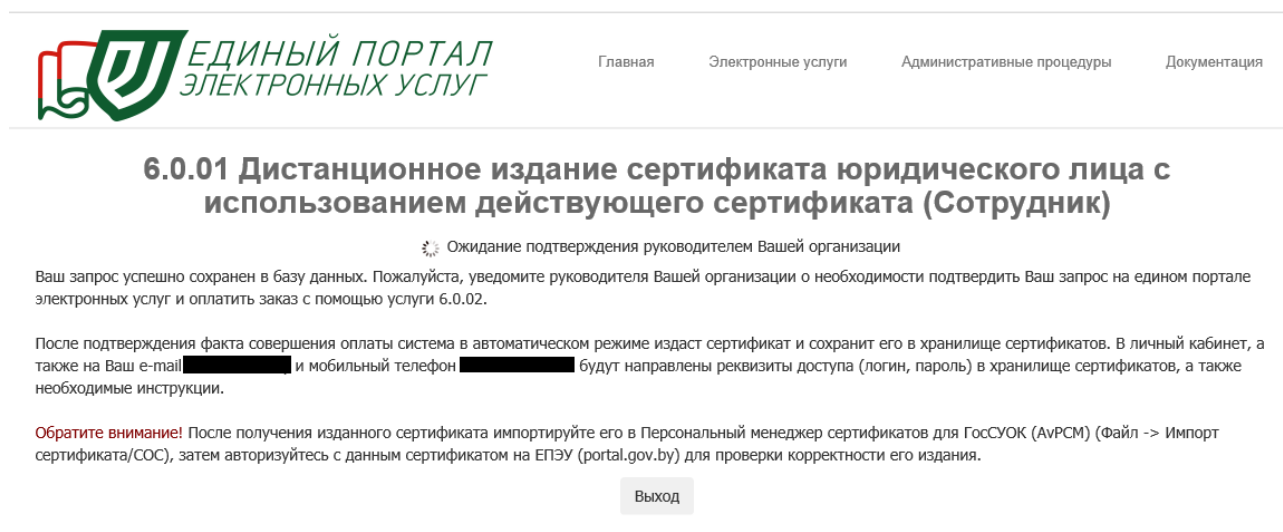 ЕДИНЫЙ ПОРТАЛ
ЭЛЕКТРОННЫХ УСЛУГ
Главная Электронные услуги Административные процедуры Документация
6.0.01 Дистанционное издание сертификата юридического лица с
использованием действующего сертификата (Сотрудник)
Ожидание подтверждения руководителем Вашей организации
Ваш запрос успешно сохранен в базу данных. Пожалуйста, уведомите руководителя Вашей организации о необходимости подтвердить Ваш запрос на едином портале
электронных услуг и оплатить заказ с помощью услуги 6.0.02.
После подтверждения факта совершения оплаты система в автоматическом режиме издаст сертификат и сохранит его в хранилище сертификатов. В личный кабинет, а
также на Ваш e-mail и мобильный телефон будут направлены реквизиты доступа (логин, пароль) в хранилище сертификатов, а также
необходимые инструкции.
Обратите внимание! После получения изданного сертификата импортируйте его в Персональный менеджер сертификатов для ГосСУОК (AvPCM) (Файл -> Импорт
сертификата/СОС), затем авторизуйтесь с данным сертификатом на ЕПЭУ (portal.gov.by) для проверки корректности его издания.
Выход